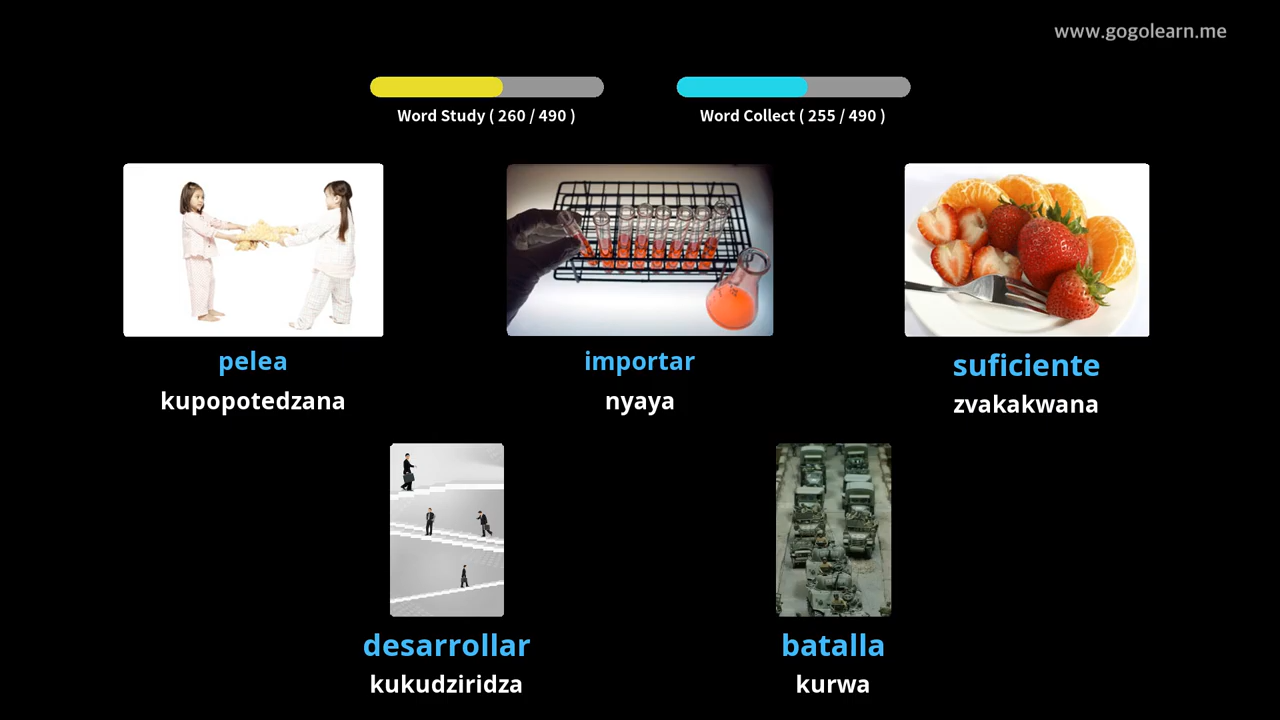 www.gogolearn.me
Word Study ( 260 / 490 )
Word Collect ( 255 / 490 )
pelea
kupopotedzana
importar
nyaya
suficiente
zvakakwana
desarrollar
kukudziridza
batalla
kurwa